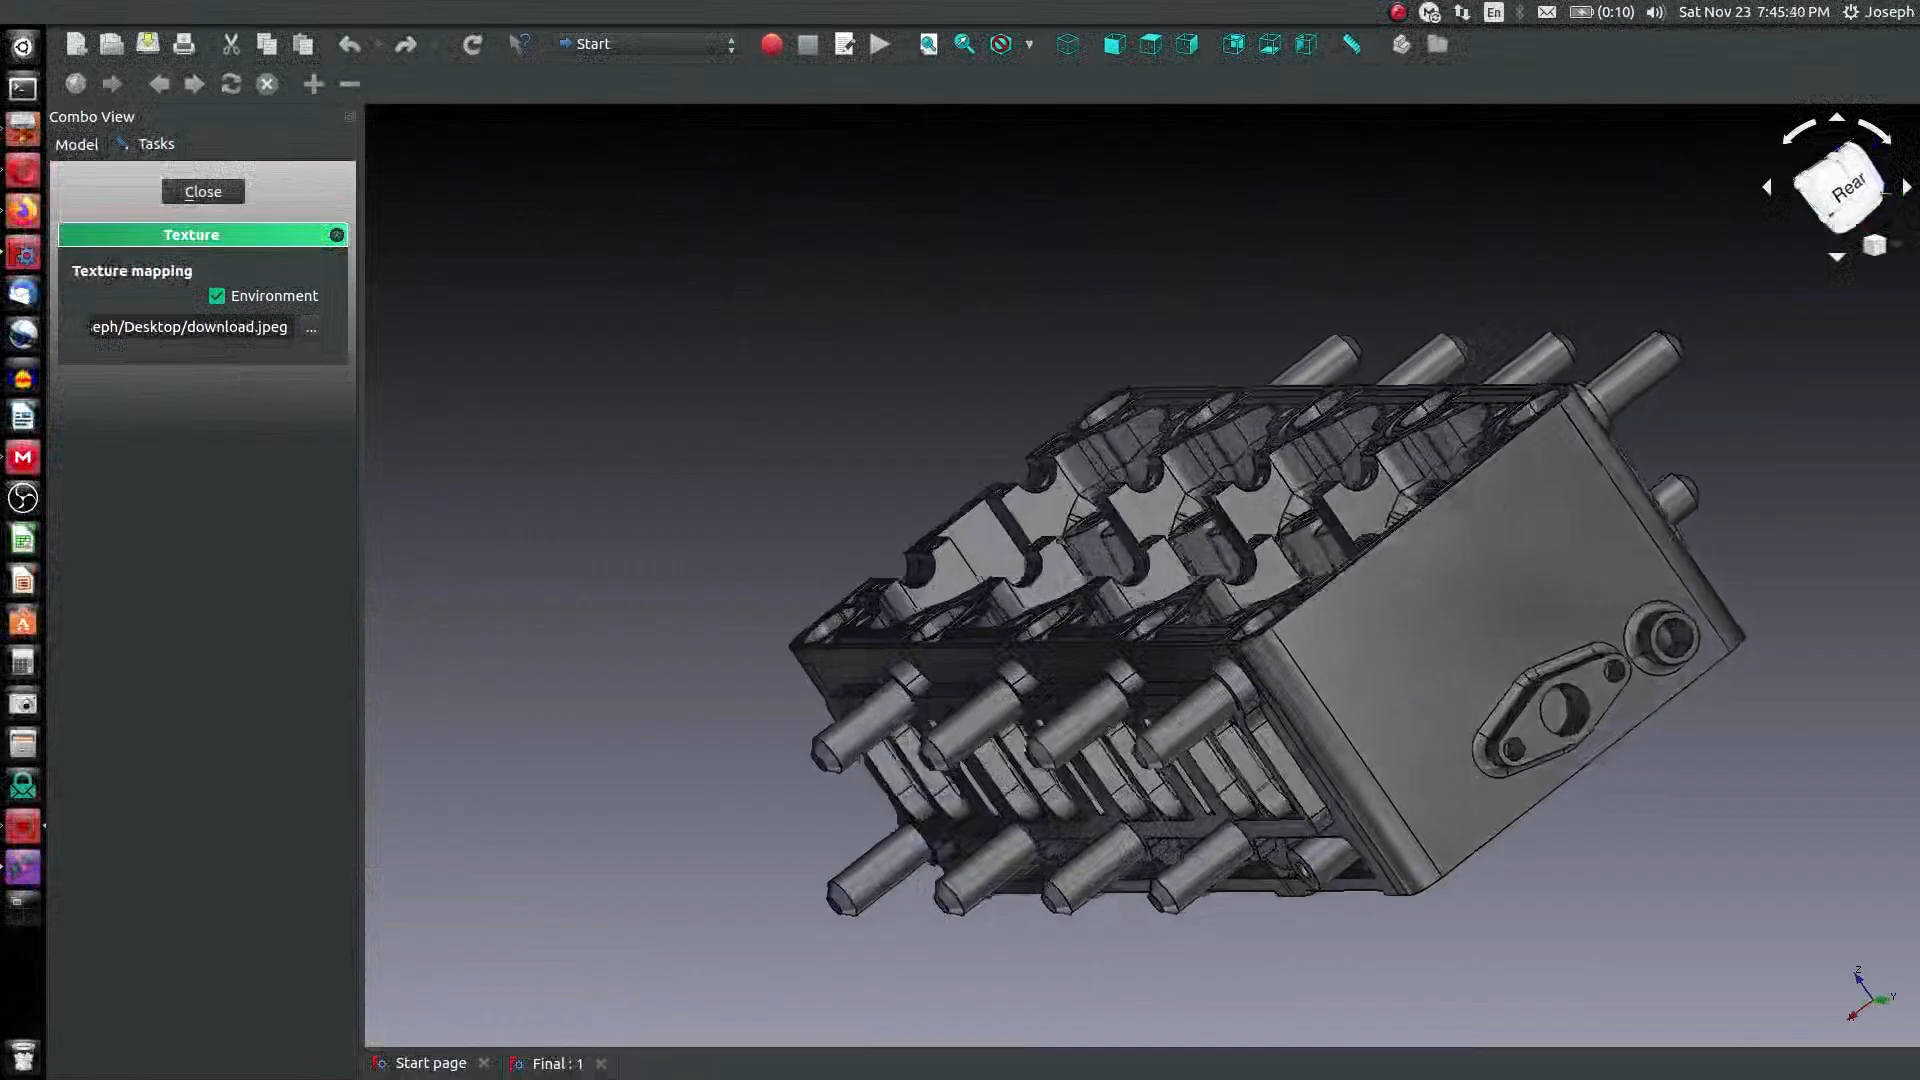 En
(0:10)
Sat Nov 23 7:45:40 PM
Joseph
Start
Combo View
Model
Tasks
Close
Texture
Texture mapping
Environment
eph/Desktop/download.jpeg
...
Rear
Z
Y
Start page
Final : 1